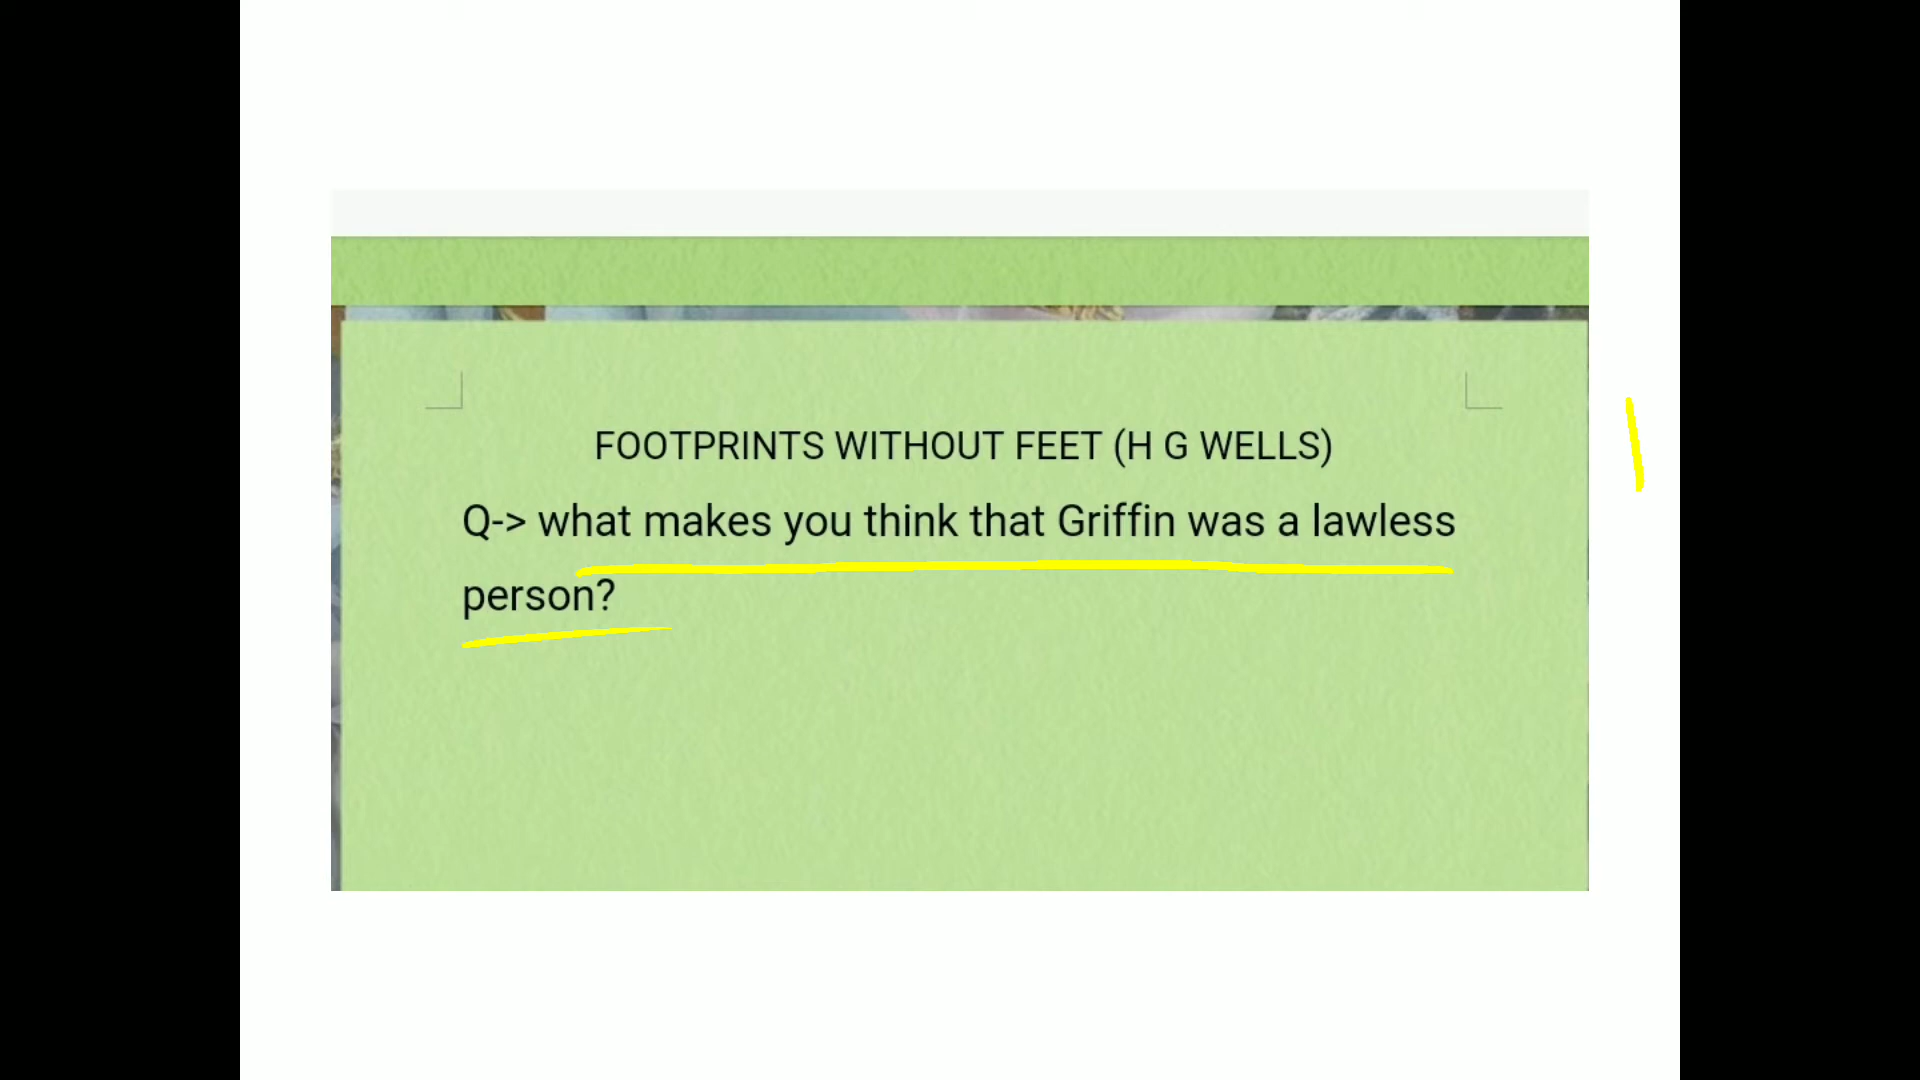 FOOTPRINTS WITHOUT FEET (H G WELLS)
Q-> what makes you think that Griffin was a lawless
person?